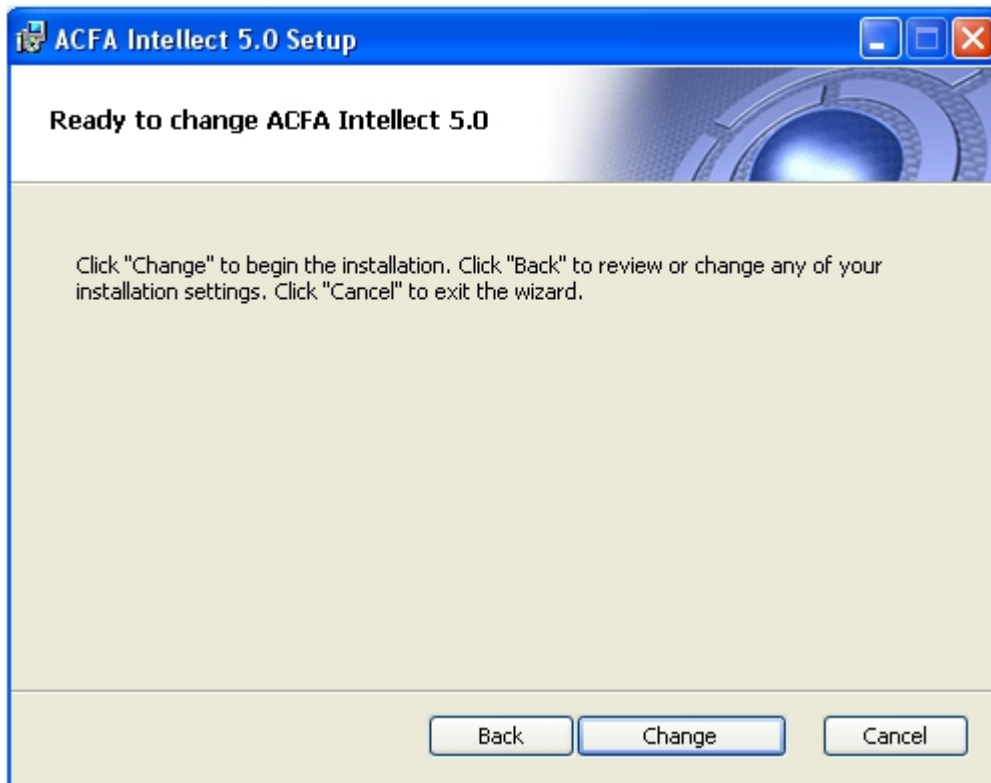 ACFA Intellect 5.0 Setup
Ready to change ACFA Intellect 5.0
Click "Change" to begin the installation. Click "Back" to review or change any of your
installation settings. Click "Cancel" to exit the wizard.
Back Change Cancel